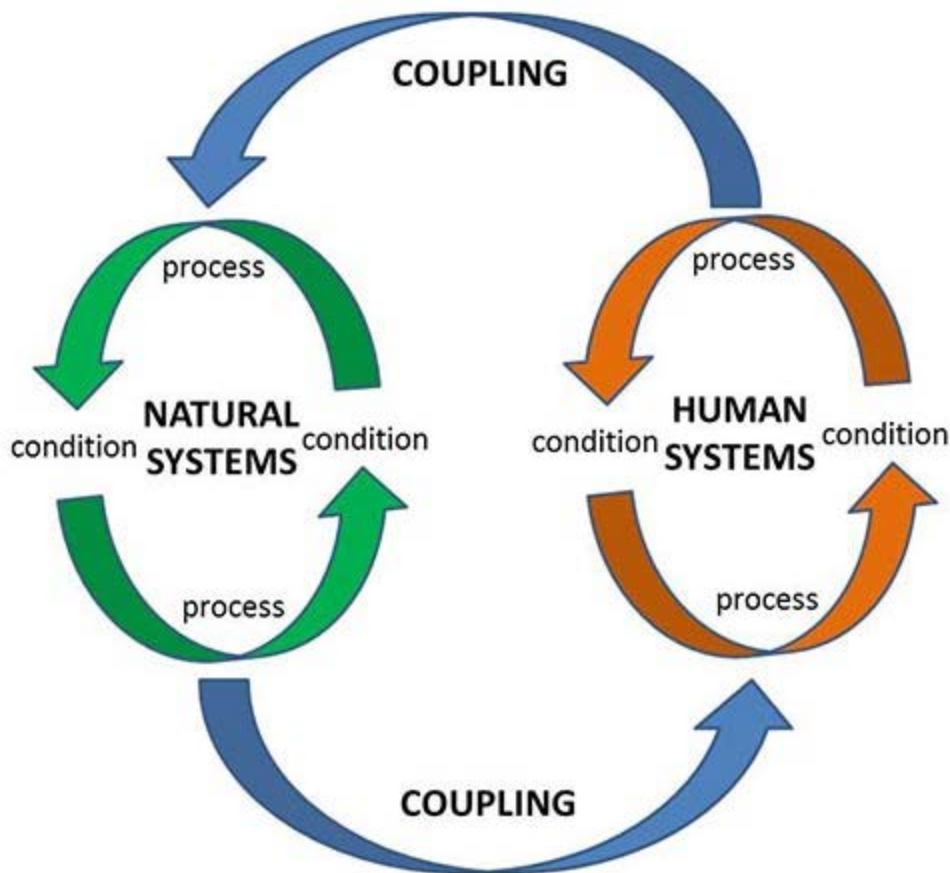 COUPLING
process
process
NATURAL
SYSTEMS
condition
condition
HUMAN
SYSTEMS
condition
condition
process
process
COUPLING